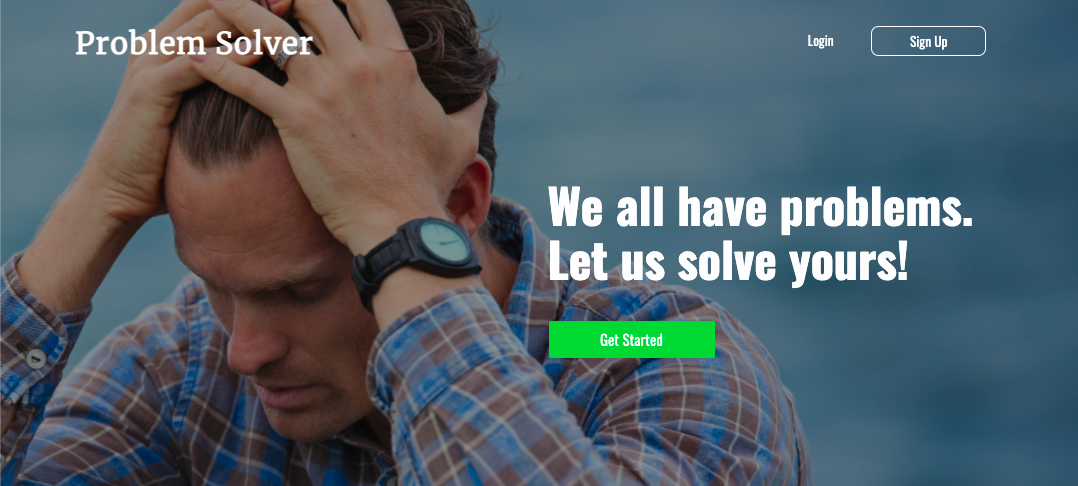 Problem Solver
Login
Sign Up
We all have problems.
Let us solve yours!
Get Started